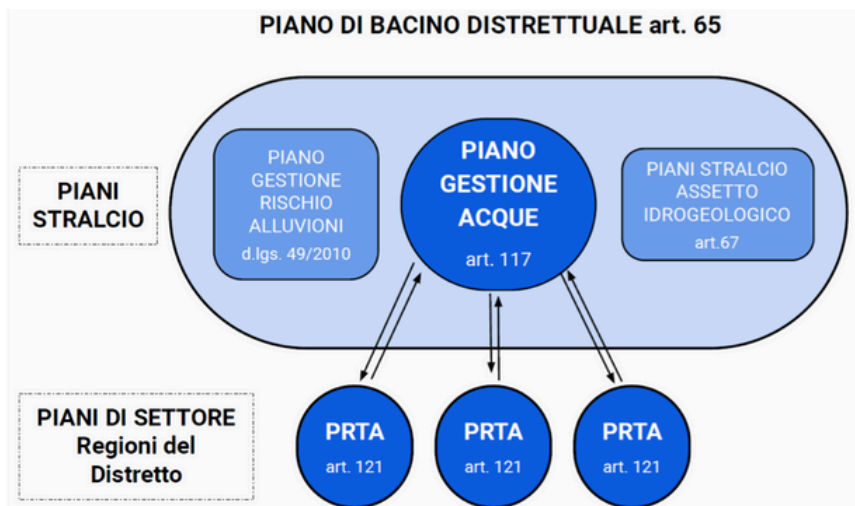 PIANO DI BACINO DISTRETTUALE art. 65
PIANI
STRALCIO
PIANO
GESTIONE
RISCHIO
ALLUVIONI
d.lgs. 49/2010
PIANO
GESTIONE
ACQUE
art. 117
PIANI STRALCIO
ASSETTO
IDROGEOLOGICO
art.67
PIANI DI SETTORE
Regioni del
Distretto
PRTA
art. 121
PRTA
art. 121
PRTA
art. 121